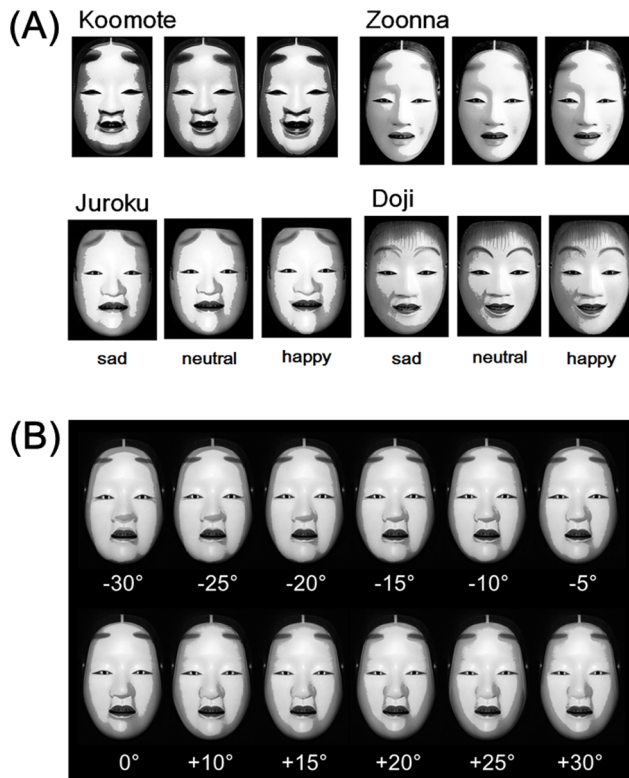 (A)
Koomote Zoonna
Juroku Doji
sad neutral happy sad neutral happy
(B)
-30° -25° -20° -15° -10° -5°
0° +10° +15° +20° +25° +30°